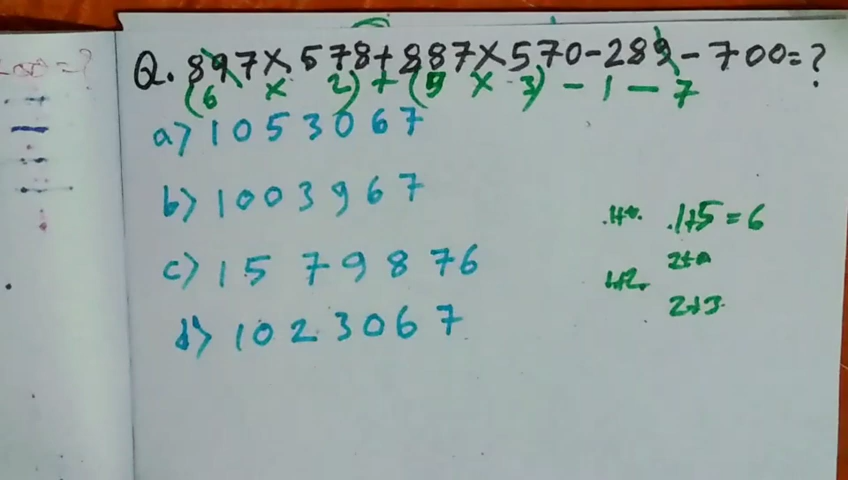 =?
Q. 897×578+887×570-289-700=?
(6 × 2)+(5 × 3)-1-7
a) 1053067
b) 1003967
c) 1579876
d) 1023067
1+5=6
2+3